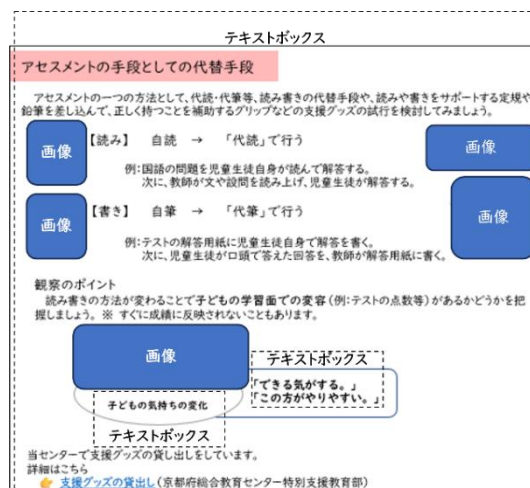 テキストボックス
アセスメントの手段としての代替手段
アセスメントの一つの方法として、代読・代筆等、読み書きの代替手段や、読みや書きをサポートする定規や
鉛筆を差し込んで、正しく持つことを補助するグリップなどの支援グッズの試行を検討してみましょう。
画像
【読み】 自読 → 「代読」で行う
画像
例:国語の問題を児童生徒自身が読んで解答する。
次に、教師が文や設問を読み上げ、児童生徒が解答する。
画像
【書き】 自筆 → 「代筆」で行う
画像
例:テストの解答用紙に児童生徒自身で解答を書く。
次に、児童生徒が口頭で答えた回答を、教師が解答用紙に書く。
観察のポイント
読み書きの方法が変わることで子どもの学習面での変容(例:テストの点数等)があるかどうかを把
握しましょう。※ すぐに成績に反映されないこともあります。
画像
テキストボックス
「できる気がする。」
「この方がやりやすい。」
子どもの気持ちの変化
テキストボックス
当センターで支援グッズの貸し出しをしています。
詳細はこちら
👉 支援グッズの貸出し(京都府総合教育センター特別支援教育部)